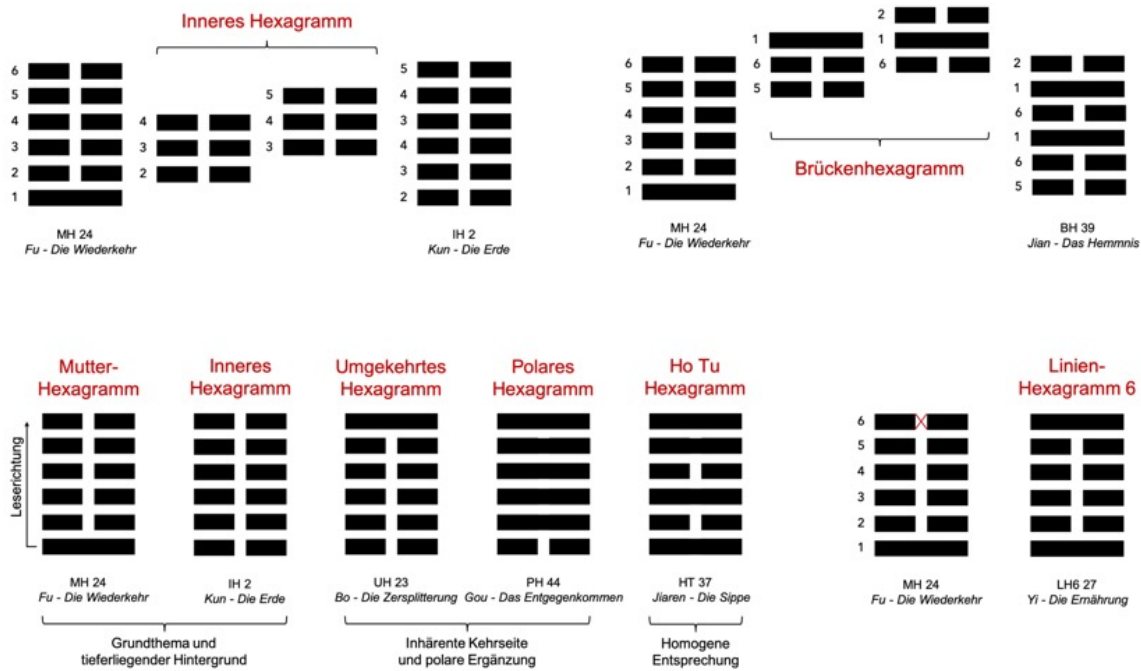 Inneres Hexagramm
6
5
4
3
2
1
4
3
2
5
4
3
5
4
3
4
3
2
MH 24
Fu - Die Wiederkehr
IH 2
Kun - Die Erde
6
5
4
3
2
1
1
6
5
2
1
6
2
1
6
1
6
5
Brückenhexagramm
MH 24
Fu - Die Wiederkehr
BH 39
Jian - Das Hemmnis
Mutter-
Hexagramm
Inneres
Hexagramm
Umgekehrtes
Hexagramm
Polares
Hexagramm
Ho Tu
Hexagramm
Leserichtung
MH 24
Fu - Die Wiederkehr
IH 2
Kun - Die Erde
UH 23
Bo - Die Zersplitterung
PH 44
Gou - Das Entgegenkommen
HT 37
Jiaren - Die Sippe
Grundthema und
tieferliegender Hintergrund
Inhärente Kehrseite
und polare Ergänzung
Homogene
Entsprechung
Linien-
Hexagramm 6
6
5
4
3
2
1
MH 24
Fu - Die Wiederkehr
LH6 27
Yi - Die Ernährung